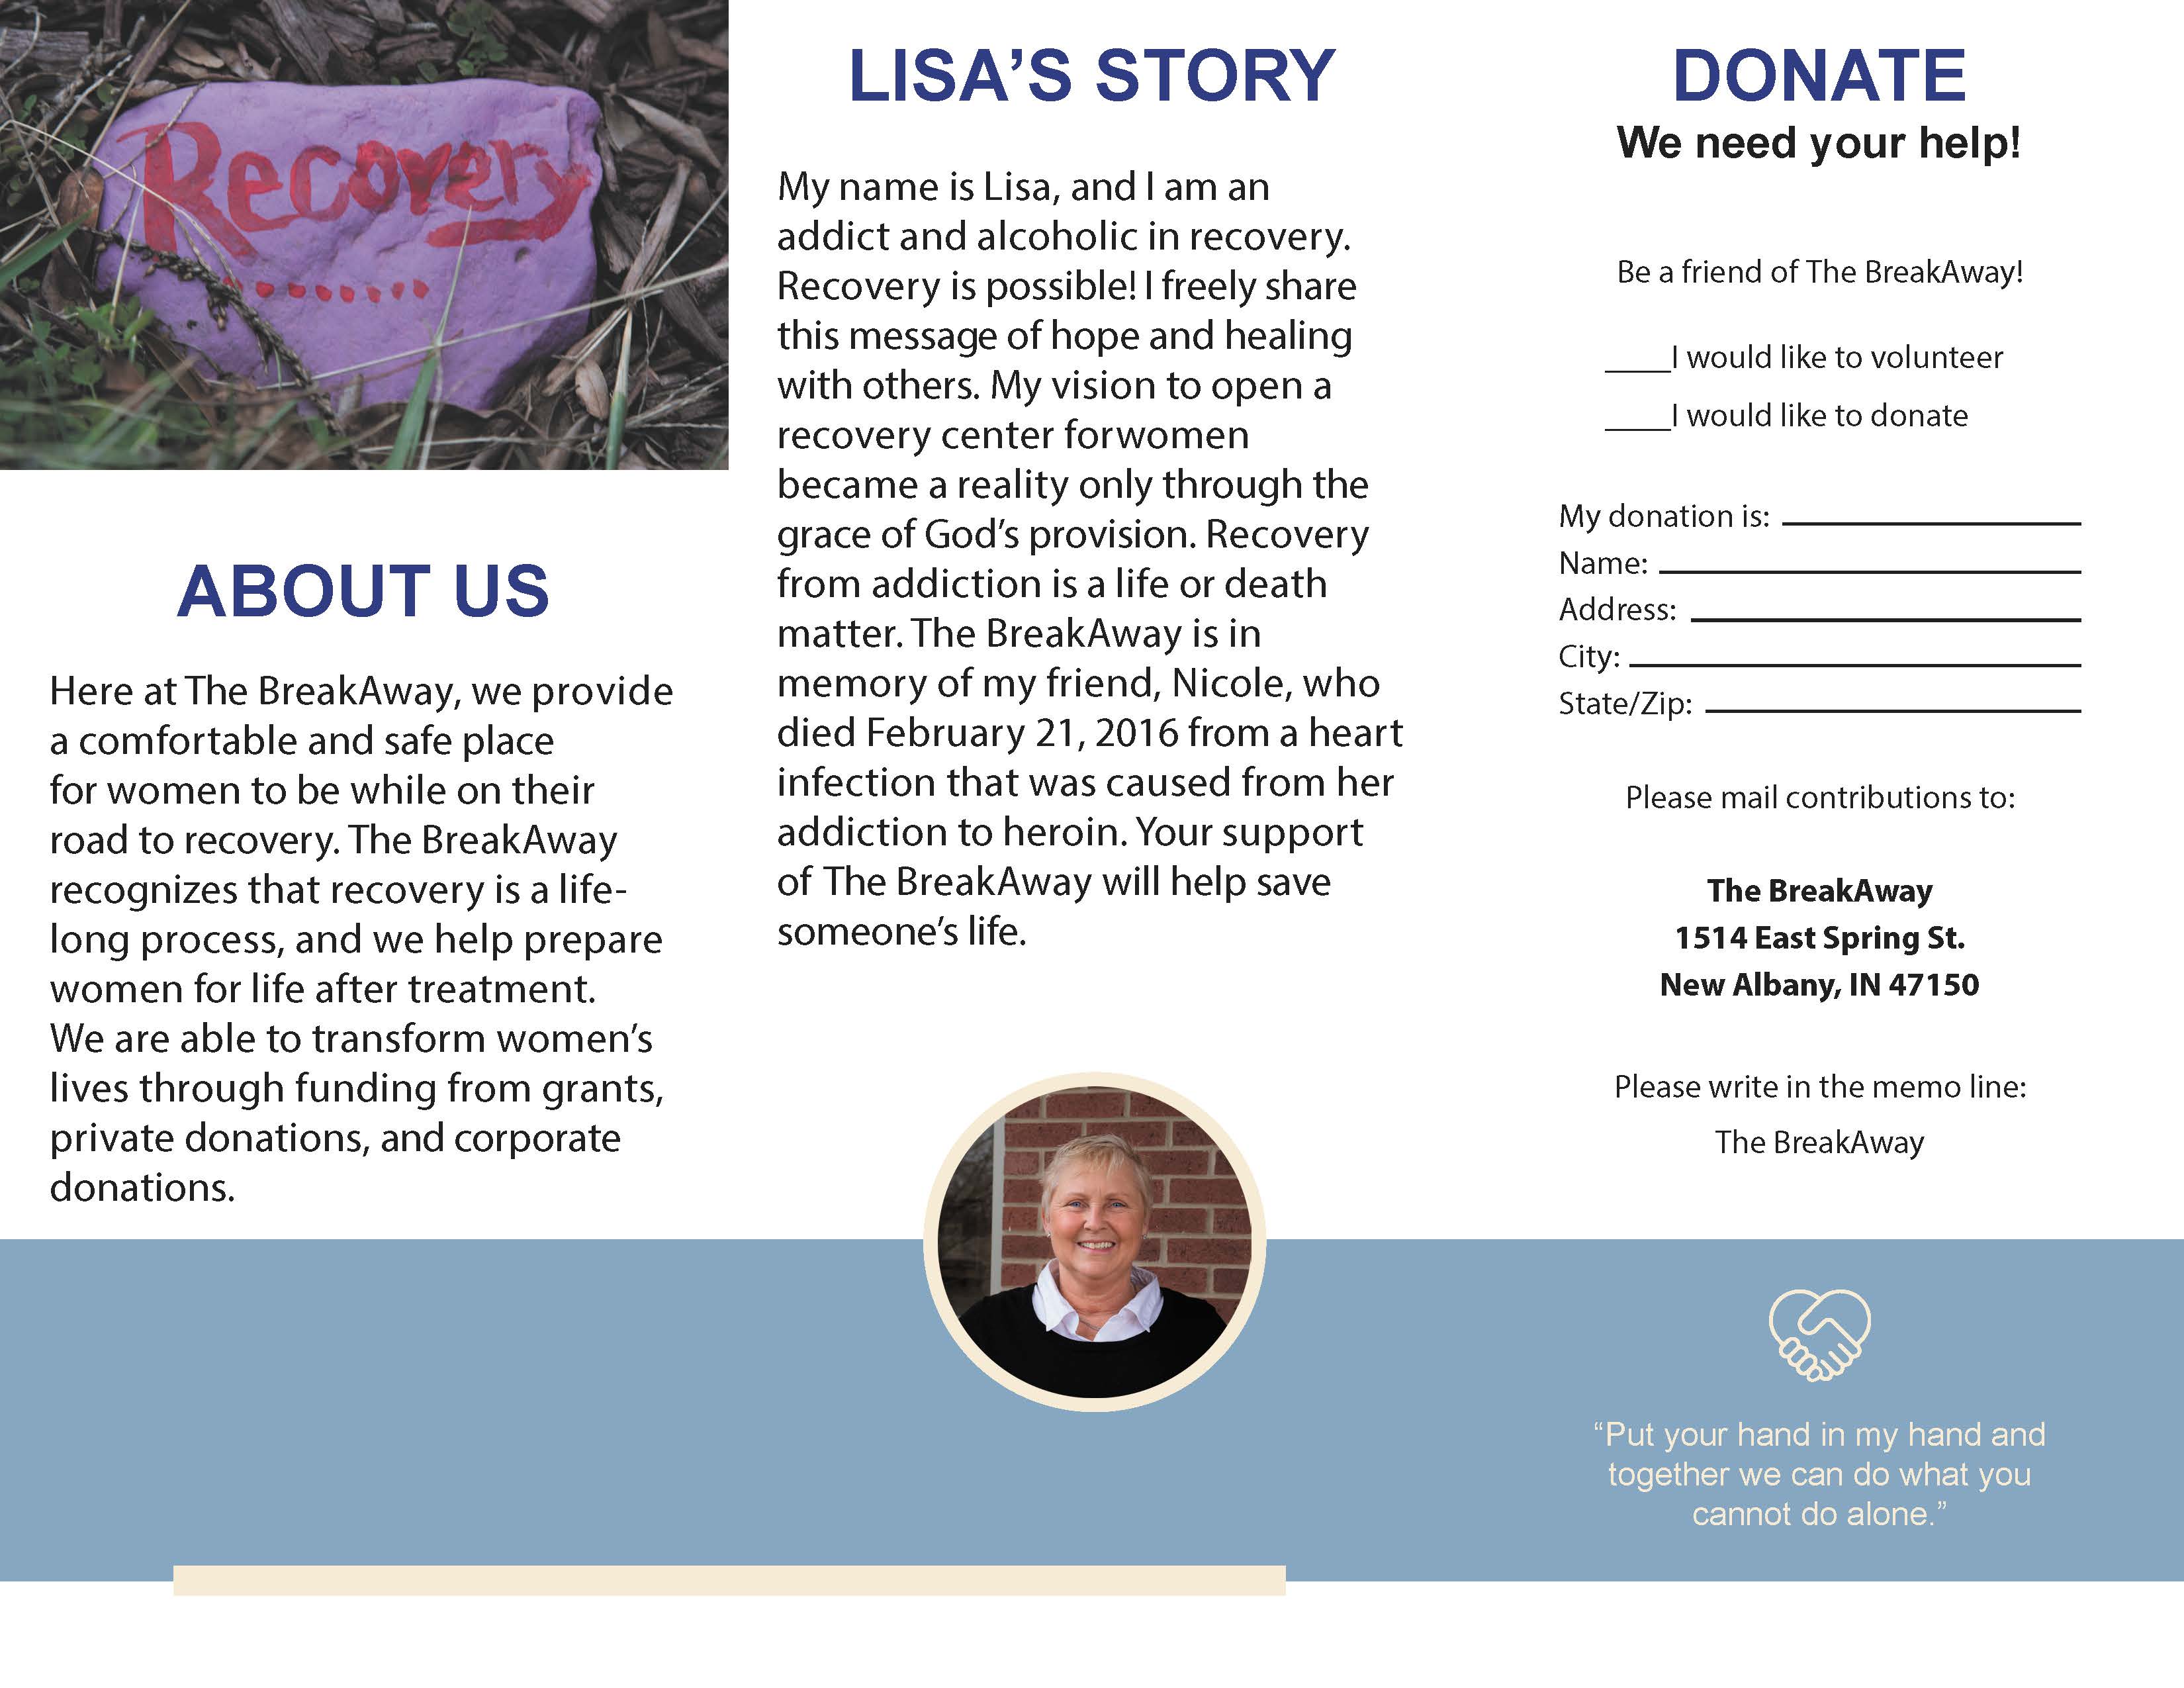 Recovery
ABOUT US
Here at The BreakAway, we provide
a comfortable and safe place
for women to be while on their
road to recovery. The BreakAway
recognizes that recovery is a life-
long process, and we help prepare
women for life after treatment.
We are able to transform women’s
lives through funding from grants,
private donations, and corporate
donations.
LISA’S STORY
My name is Lisa, and I am an
addict and alcoholic in recovery.
Recovery is possible! I freely share
this message of hope and healing
with others. My vision to open a
recovery center forwomen
became a reality only through the
grace of God’s provision. Recovery
from addiction is a life or death
matter. The BreakAway is in
memory of my friend, Nicole, who
died February 21, 2016 from a heart
infection that was caused from her
addiction to heroin. Your support
of The BreakAway will help save
someone’s life.
DONATE
We need your help!
Be a friend of The BreakAway!
____I would like to volunteer
____I would like to donate
My donation is:
Name:
Address:
City:
State/Zip:
Please mail contributions to:
The BreakAway
1514 East Spring St.
New Albany, IN 47150
Please write in the memo line:
The BreakAway
“Put your hand in my hand and
together we can do what you
cannot do alone.”